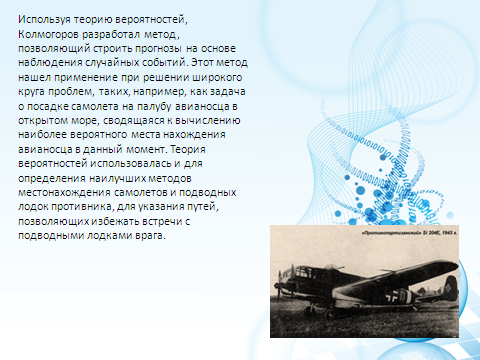 Используя теорию вероятностей,
Колмогоров разработал метод,
позволяющий строить прогнозы на основе
наблюдения случайных событий. Этот метод
нашел применение при решении широкого
круга проблем, таких, например, как задача
о посадке самолета на палубу авианосца в
открытом море, сводящаяся к вычислению
наиболее вероятного места нахождения
авианосца в данный момент. Теория
вероятностей использовалась и для
определения наилучших методов
местонахождения самолетов и подводных
лодок противника, для указания путей,
позволяющих избежать встречи с
подводными лодками врага.
«Противопартизанский» Si 204E, 1943 г.